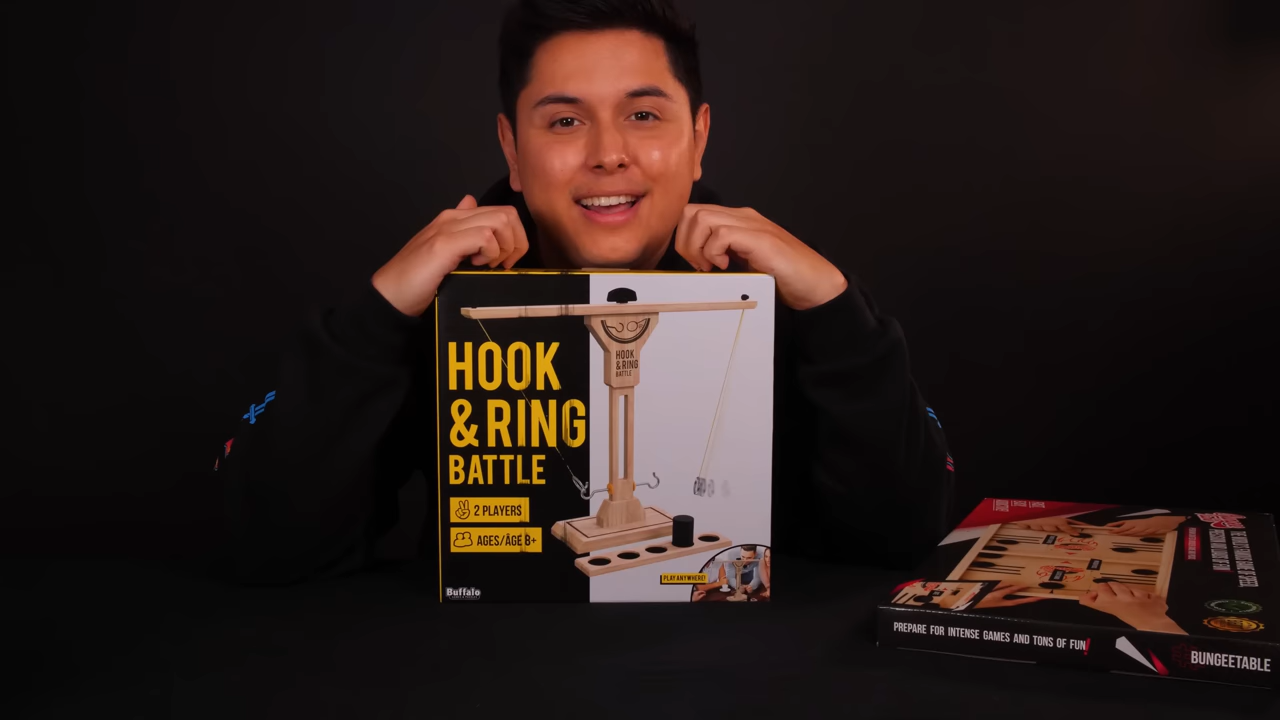 HOOK
& RING
BATTLE
2 PLAYERS
AGES/ÂGE 8+
Buffalo
HOOK
& RING
BATTLE
PLAY ANYWHERE!
PREPARE FOR INTENSE GAMES AND TONS OF FUN!
BUNGEETABLE